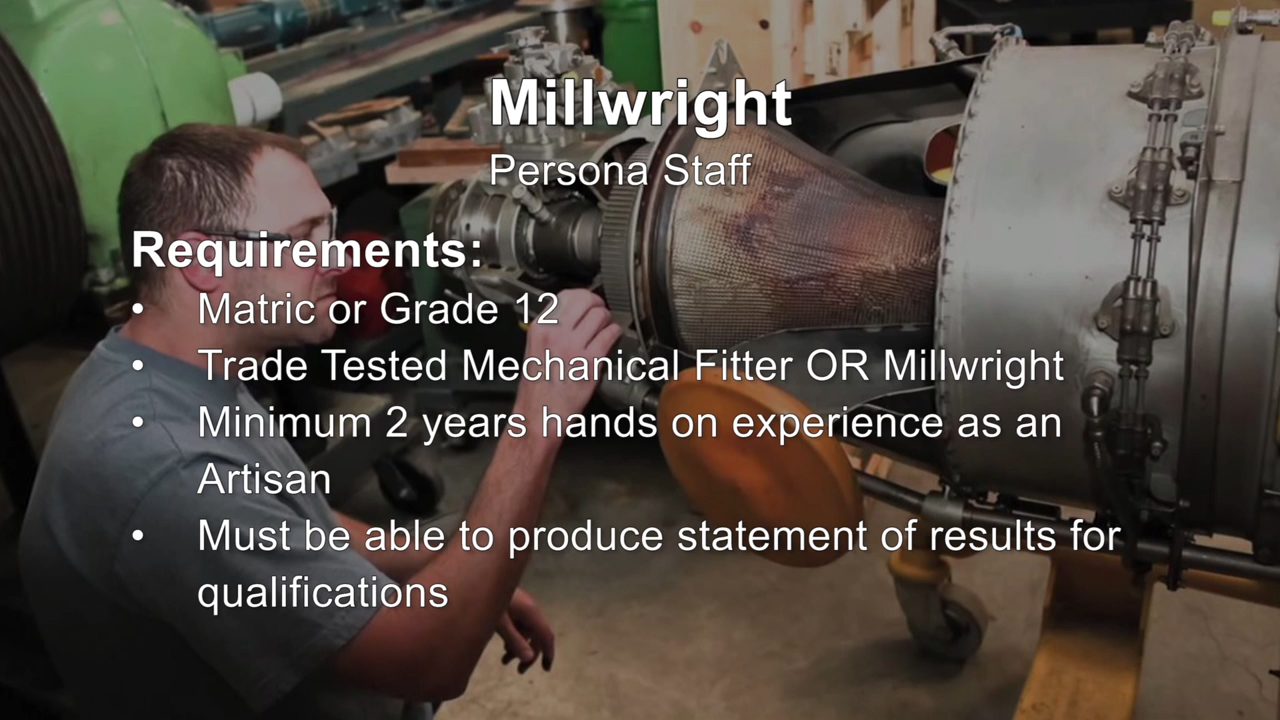 Millwright
Persona Staff
Requirements:
• Matric or Grade 12
• Trade Tested Mechanical Fitter OR Millwright
• Minimum 2 years hands on experience as an
Artisan
• Must be able to produce statement of results for
qualifications